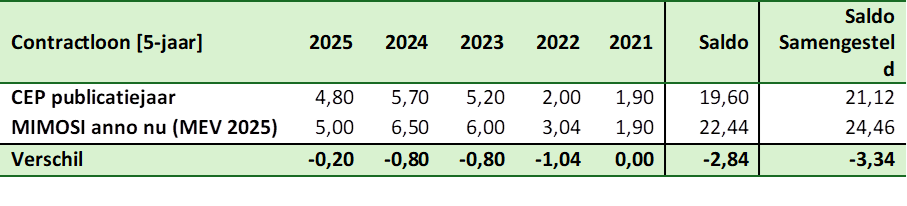 Contractloon [5-jaar] 2025 2024 2023 2022 2021 Saldo Saldo
Samengestel
d
CEP publicatiejaar 4,80 5,70 5,20 2,00 1,90 19,60 21,12
MIMOSI anno nu (MEV 2025) 5,00 6,50 6,00 3,04 1,90 22,44 24,46
Verschil -0,20 -0,80 -0,80 -1,04 0,00 -2,84 -3,34